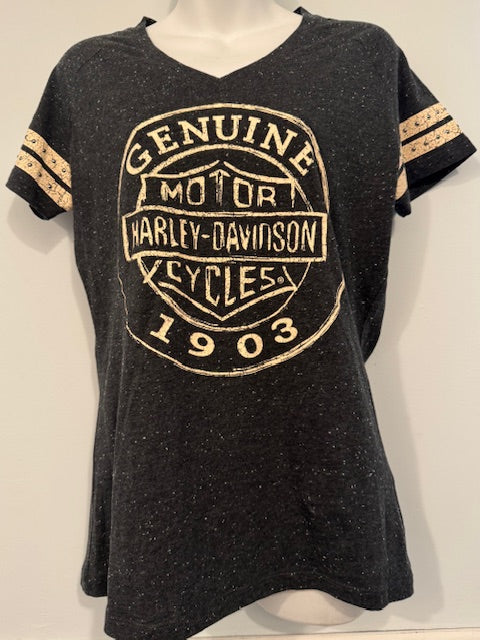 GENUINE
MOTOR
HARLEY-DAVIDSON
CYCLES®
1903